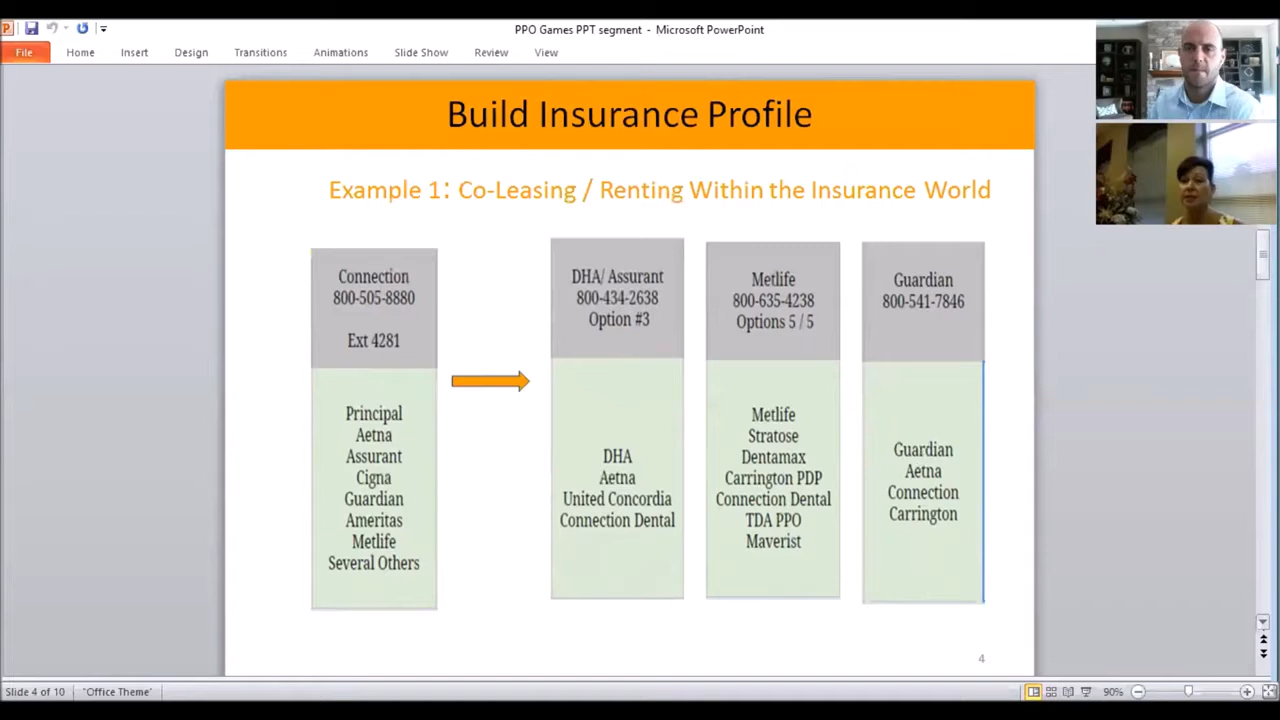 PPO Games PPT segment - Microsoft PowerPoint
File Home Insert Design Transitions Animations Slide Show Review View
Build Insurance Profile
Example 1: Co-Leasing / Renting Within the Insurance World
Connection
800-505-8880
Ext 4281
Principal
Aetna
Assurant
Cigna
Guardian
Ameritas
Metlife
Several Others
DHA/ Assurant
800-434-2638
Option #3
DHA
Aetna
United Concordia
Connection Dental
Metlife
800-635-4238
Options 5 / 5
Metlife
Stratose
Dentamax
Carrington PDP
Connection Dental
TDA PPO
Maverist
Guardian
800-541-7846
Guardian
Aetna
Connection
Carrington
4
Slide 4 of 10 "Office Theme" 90%